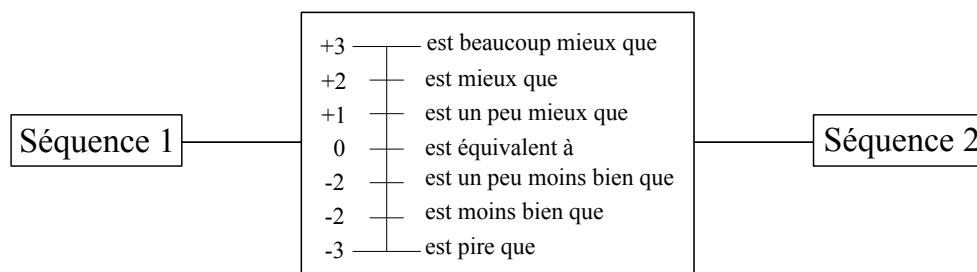 +3 est beaucoup mieux que
+2 est mieux que
+1 est un peu mieux que
Séquence 1 0 est équivalent à Séquence 2
-2 est un peu moins bien que
-2 est moins bien que
-3 est pire que